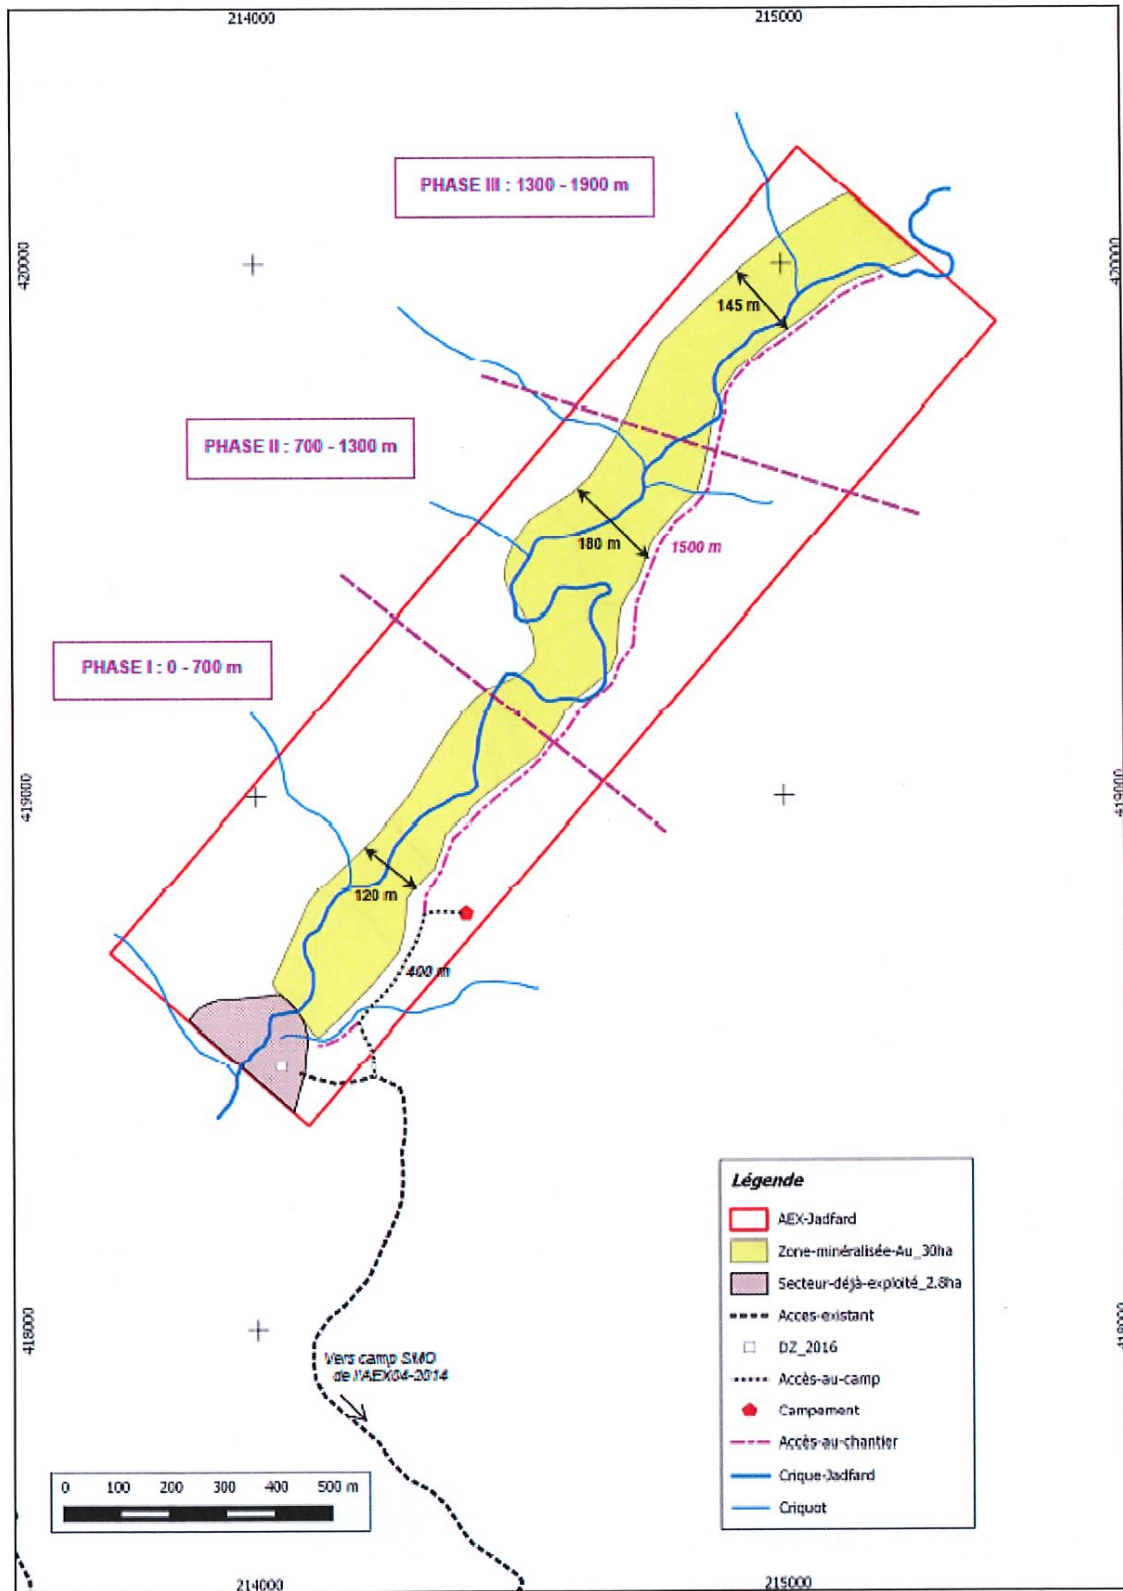 214000
215000
PHASE III : 1300 - 1900 m
420000
420000
145 m
PHASE II : 700 - 1300 m
180 m
1500 m
PHASE I : 0 - 700 m
419000
419000
120 m
400 m
Légende
AEX-Jadfard
Zone-minéralisée-Au_30ha
Secteur-déjà-exploité_2.8ha
Acces-existant
DZ_2016
Accès-au-camp
Campement
Accès-au-chantier
Crique-Jadfard
Criquot
418000
418000
Vers camp SMO
de l'AEX04-2014
0 100 200 300 400 500 m
214000
215000